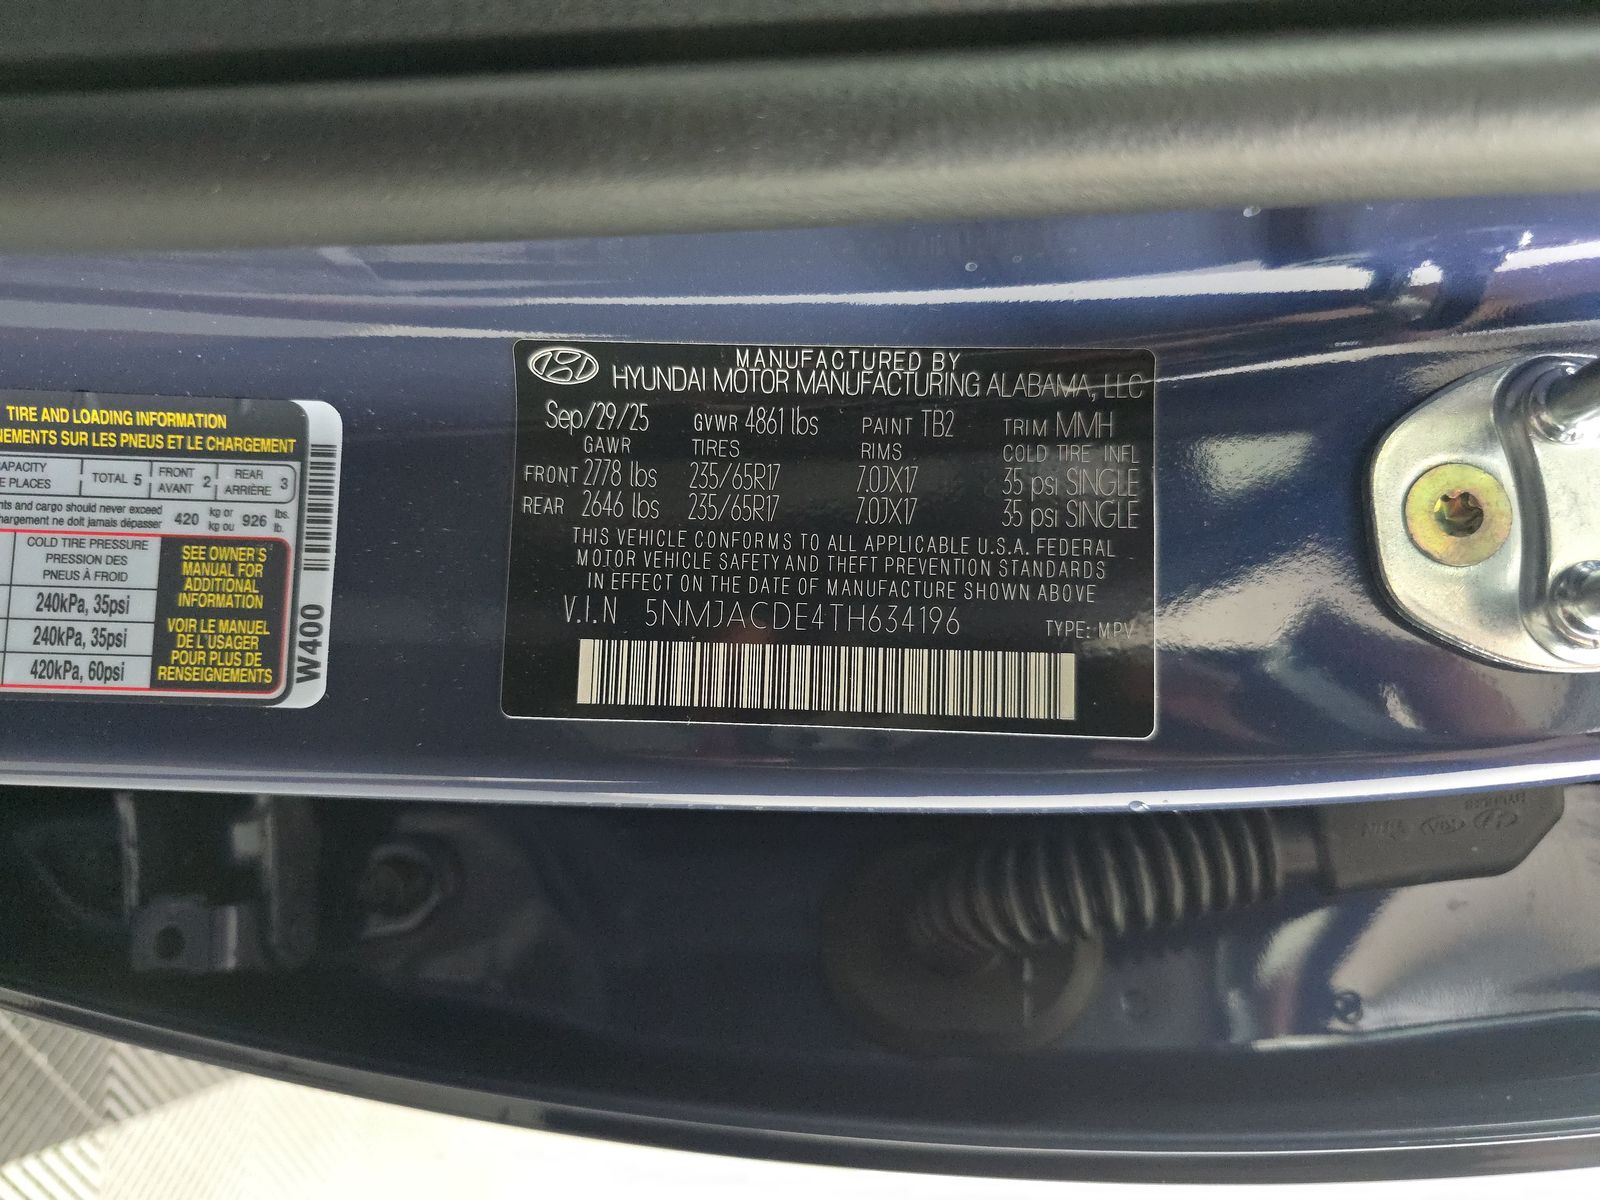 TIRE AND LOADING INFORMATION
NEMENTS SUR LES PNEUS ET LE CHARGEMENT
CAPACITY TOTAL 5 FRONT 2 REAR 3
E PLACES AVANT ARRIÈRE
nts and cargo should never exceed 420 kg or 926 lbs.
hargement ne doit jamais dépasser kg ou lb.
COLD TIRE PRESSURE
PRESSION DES
PNEUS À FROID
240kPa, 35psi
240kPa, 35psi
420kPa, 60psi
SEE OWNER'S
MANUAL FOR
ADDITIONAL
INFORMATION
VOIR LE MANUEL
DE L'USAGER
POUR PLUS DE
RENSEIGNEMENTS
W400
MANUFACTURED BY
HYUNDAI MOTOR MANUFACTURING ALABAMA, LLC
Sep/29/25 GVWR 4861 lbs PAINT TB2 TRIM MMH
GAWR TIRES RIMS COLD TIRE INFL
FRONT 2778 lbs 235/65R17 7.0JX17 35 psi SINGLE
REAR 2646 lbs 235/65R17 7.0JX17 35 psi SINGLE
THIS VEHICLE CONFORMS TO ALL APPLICABLE U.S.A. FEDERAL
MOTOR VEHICLE SAFETY AND THEFT PREVENTION STANDARDS
IN EFFECT ON THE DATE OF MANUFACTURE SHOWN ABOVE
V.I.N 5NMJACDE4TH634196 TYPE: MPV